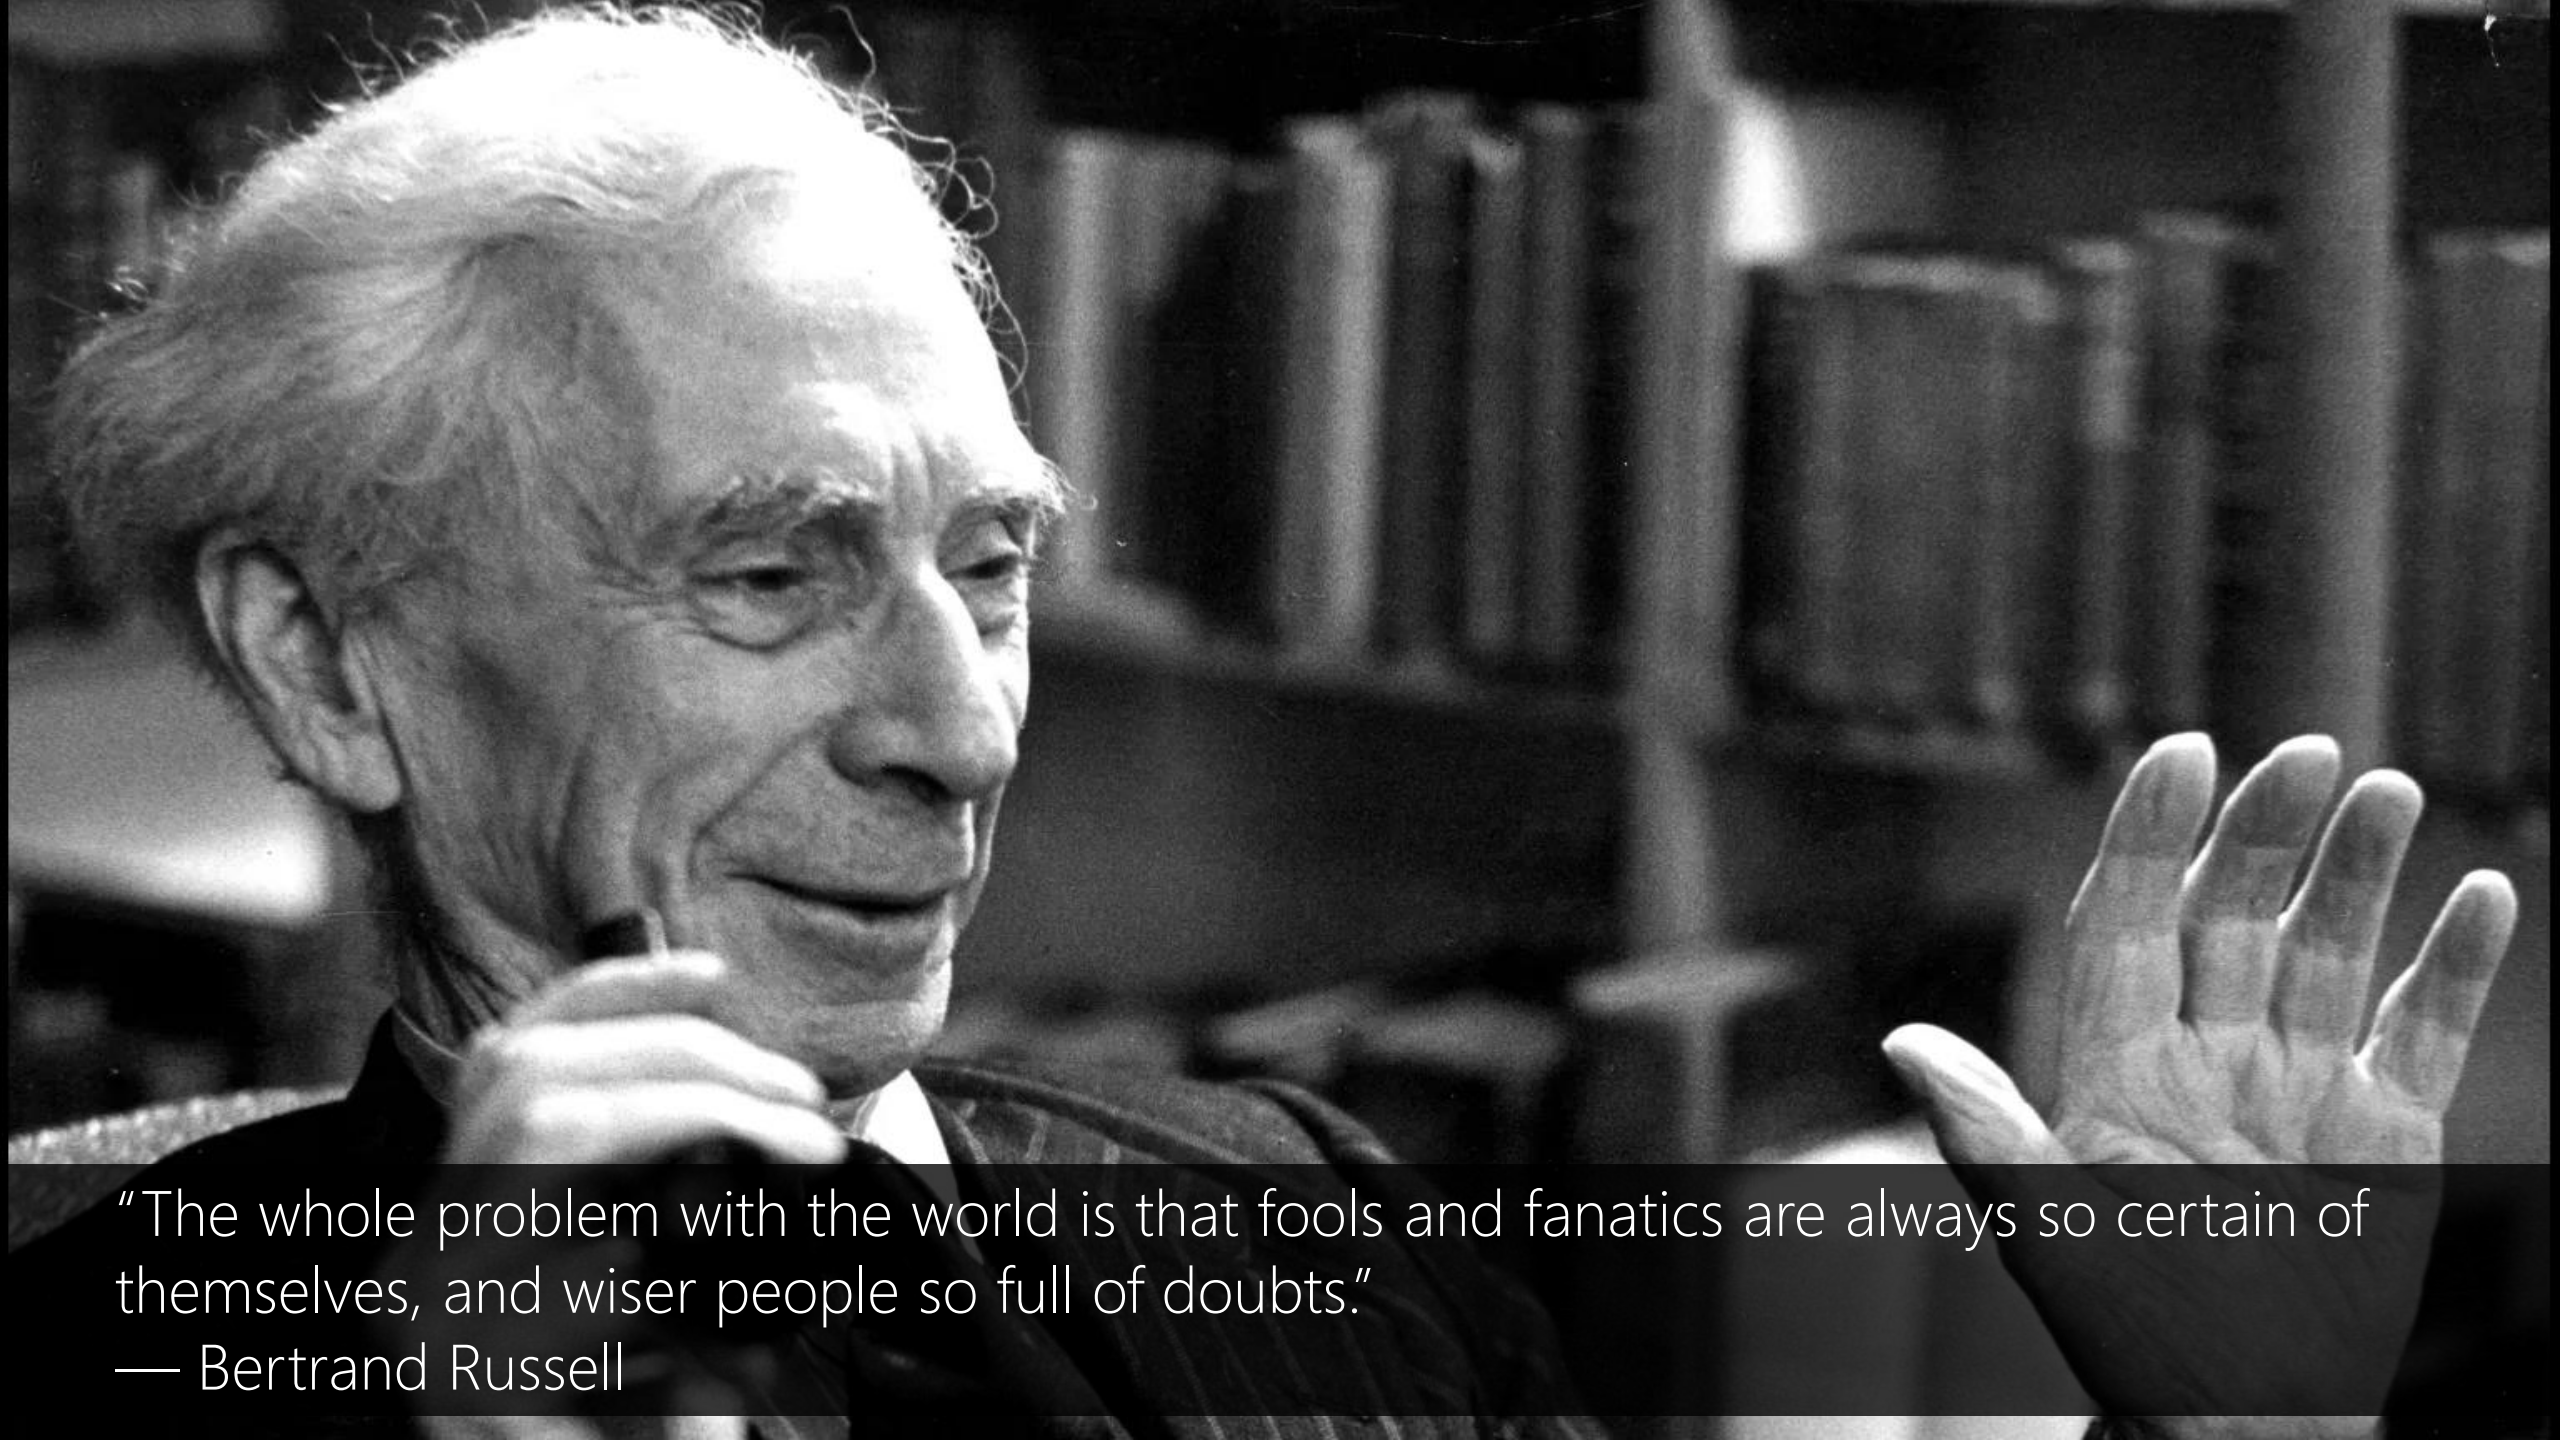 “The whole problem with the world is that fools and fanatics are always so certain of
themselves, and wiser people so full of doubts.”
— Bertrand Russell